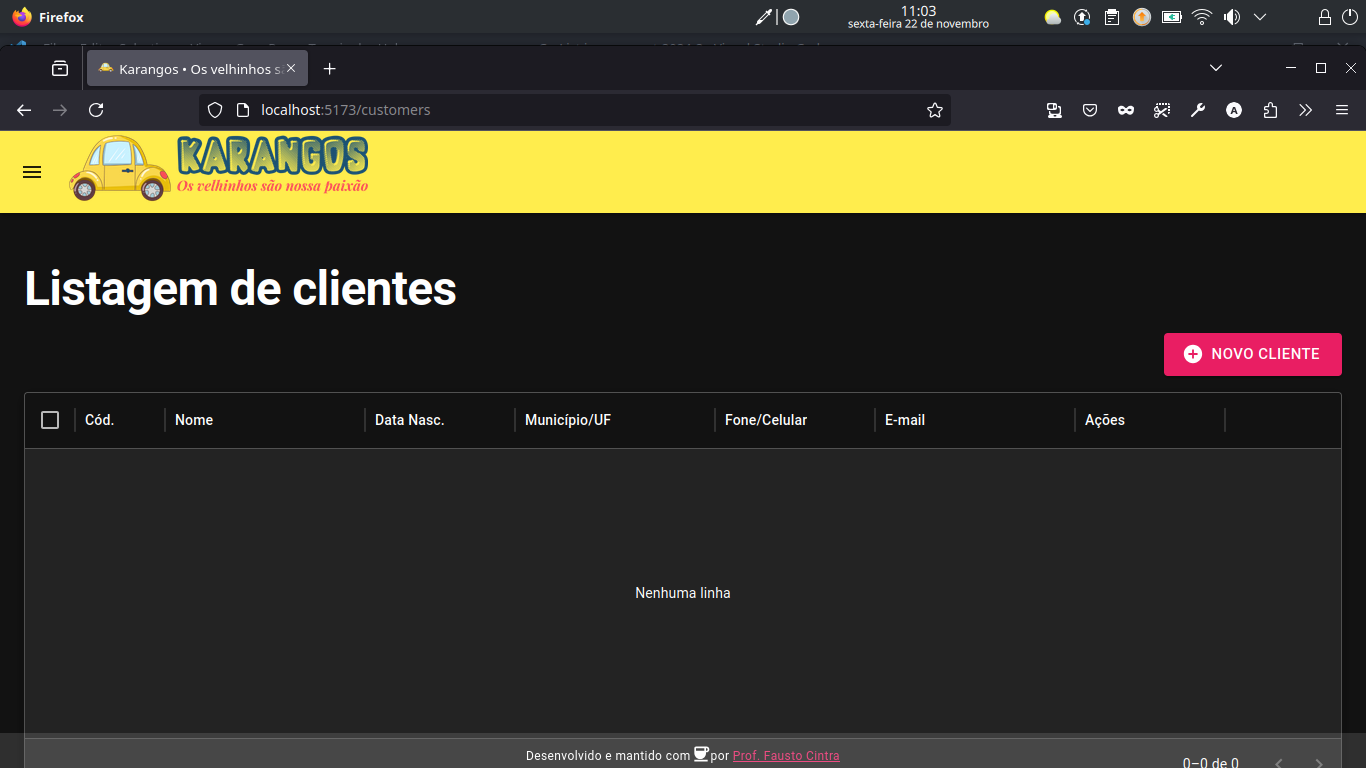 Firefox
11:03
sexta-feira 22 de novembro
Karangos • Os velhinhos s
localhost:5173/customers
KARANGOS
Os velhinhos são nossa paixão
Listagem de clientes
NOVO CLIENTE
Cód. Nome Data Nasc. Município/UF Fone/Celular E-mail Ações
Nenhuma linha
Desenvolvido e mantido com por Prof. Fausto Cintra
0–0 de 0